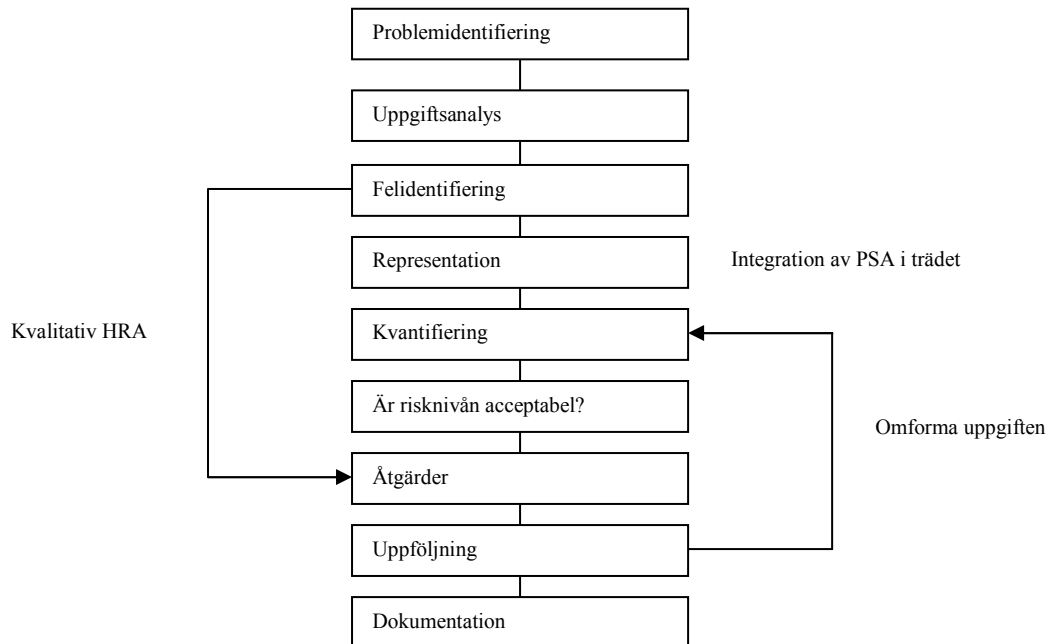 Problemidentifiering
Uppgiftsanalys
Felidentifiering
Representation
Integration av PSA i trädet
Kvalitativ HRA
Kvantifiering
Är risknivån acceptabel?
Omforma uppgiften
Åtgärder
Uppföljning
Dokumentation